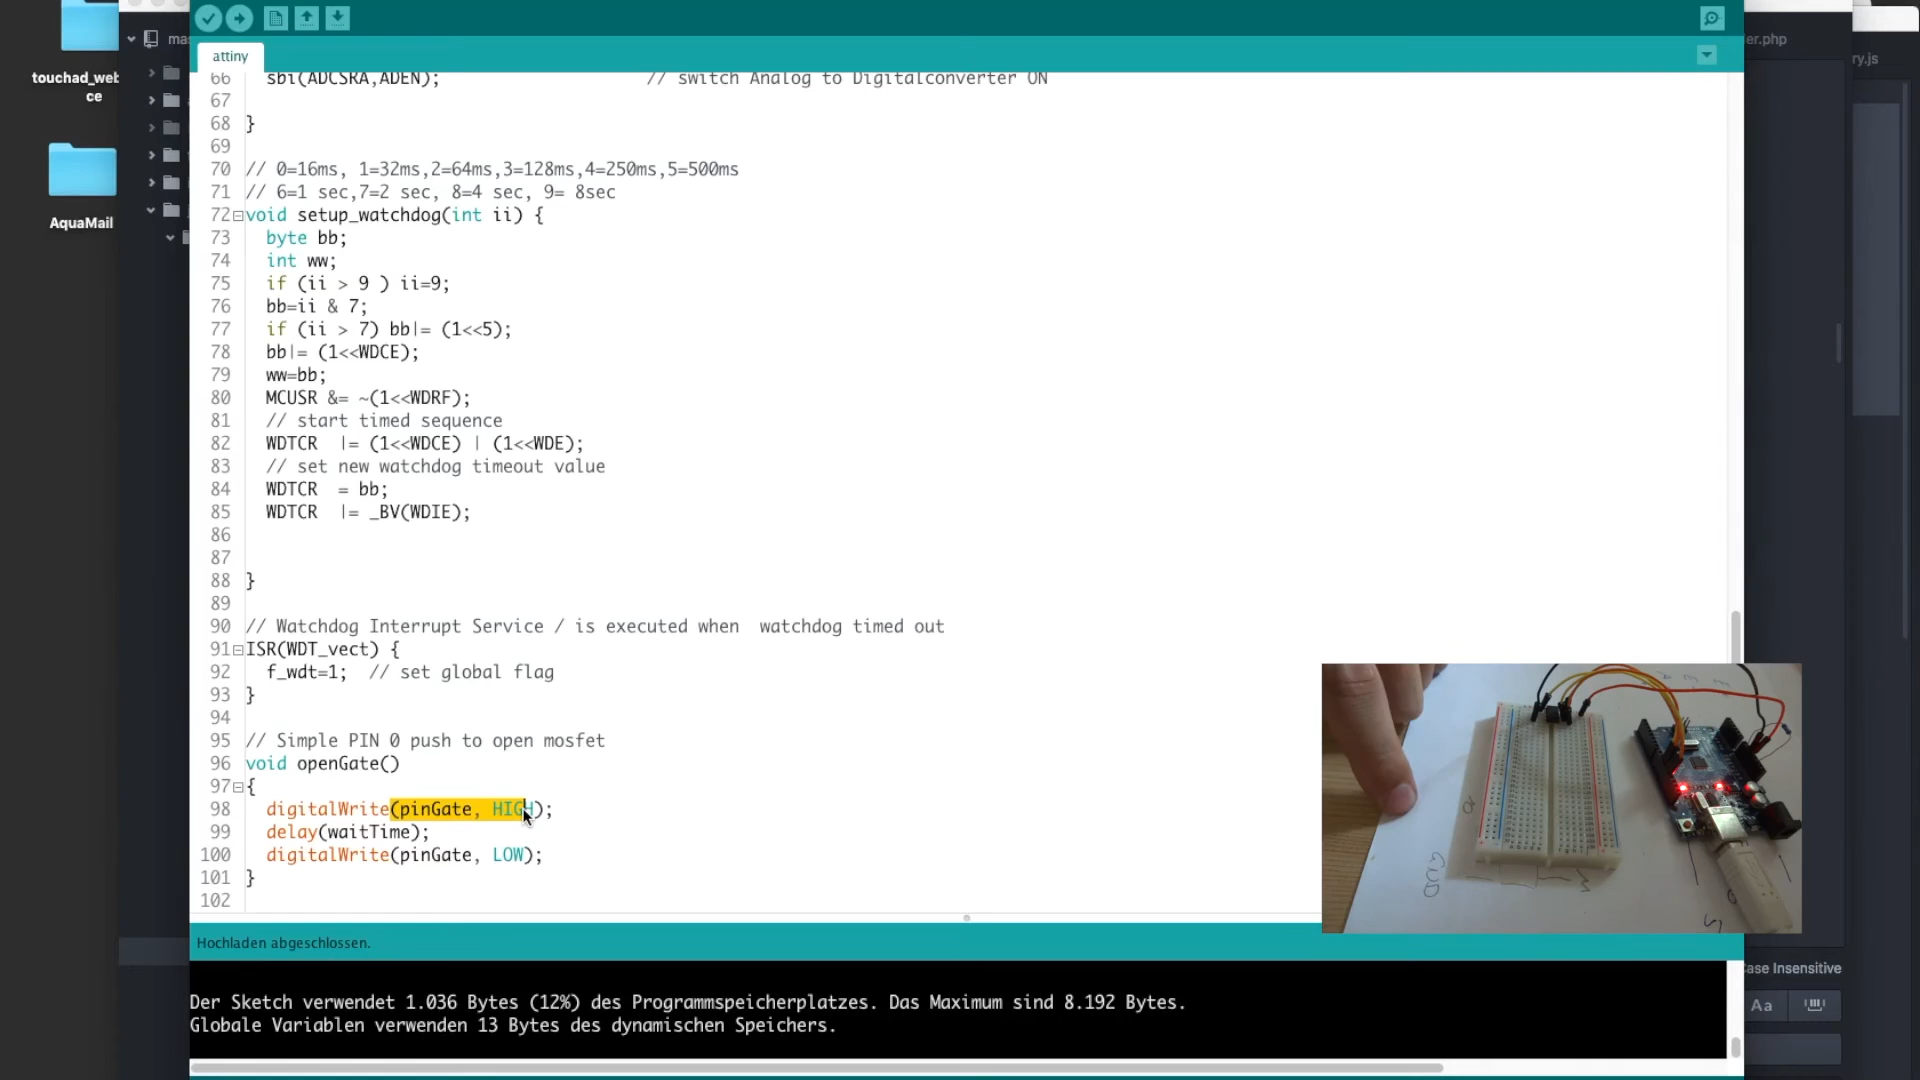 touchad_web
ce
AquaMail
mas
er.php
ry.js
attiny
66 sbi(ADCSRA,ADEN); // switch Analog to Digitalconverter ON
67
68 }
69
70 // 0=16ms, 1=32ms,2=64ms,3=128ms,4=250ms,5=500ms
71 // 6=1 sec,7=2 sec, 8=4 sec, 9= 8sec
72 void setup_watchdog(int ii) {
73 byte bb;
74 int ww;
75 if (ii > 9 ) ii=9;
76 bb=ii & 7;
77 if (ii > 7) bb|= (1<<5);
78 bb|= (1<<WDCE);
79 ww=bb;
80 MCUSR &= ~(1<<WDRF);
81 // start timed sequence
82 WDTCR |= (1<<WDCE) | (1<<WDE);
83 // set new watchdog timeout value
84 WDTCR = bb;
85 WDTCR |= _BV(WDIE);
86
87
88 }
89
90 // Watchdog Interrupt Service / is executed when watchdog timed out
91 ISR(WDT_vect) {
92 f_wdt=1; // set global flag
93 }
94
95 // Simple PIN 0 push to open mosfet
96 void openGate()
97 {
98 digitalWrite(pinGate, HIGH);
99 delay(waitTime);
100 digitalWrite(pinGate, LOW);
101 }
102
GND
Hochladen abgeschlossen.
Der Sketch verwendet 1.036 Bytes (12%) des Programmspeicherplatzes. Das Maximum sind 8.192 Bytes.
Globale Variablen verwenden 13 Bytes des dynamischen Speichers.
ase Insensitive
Aa